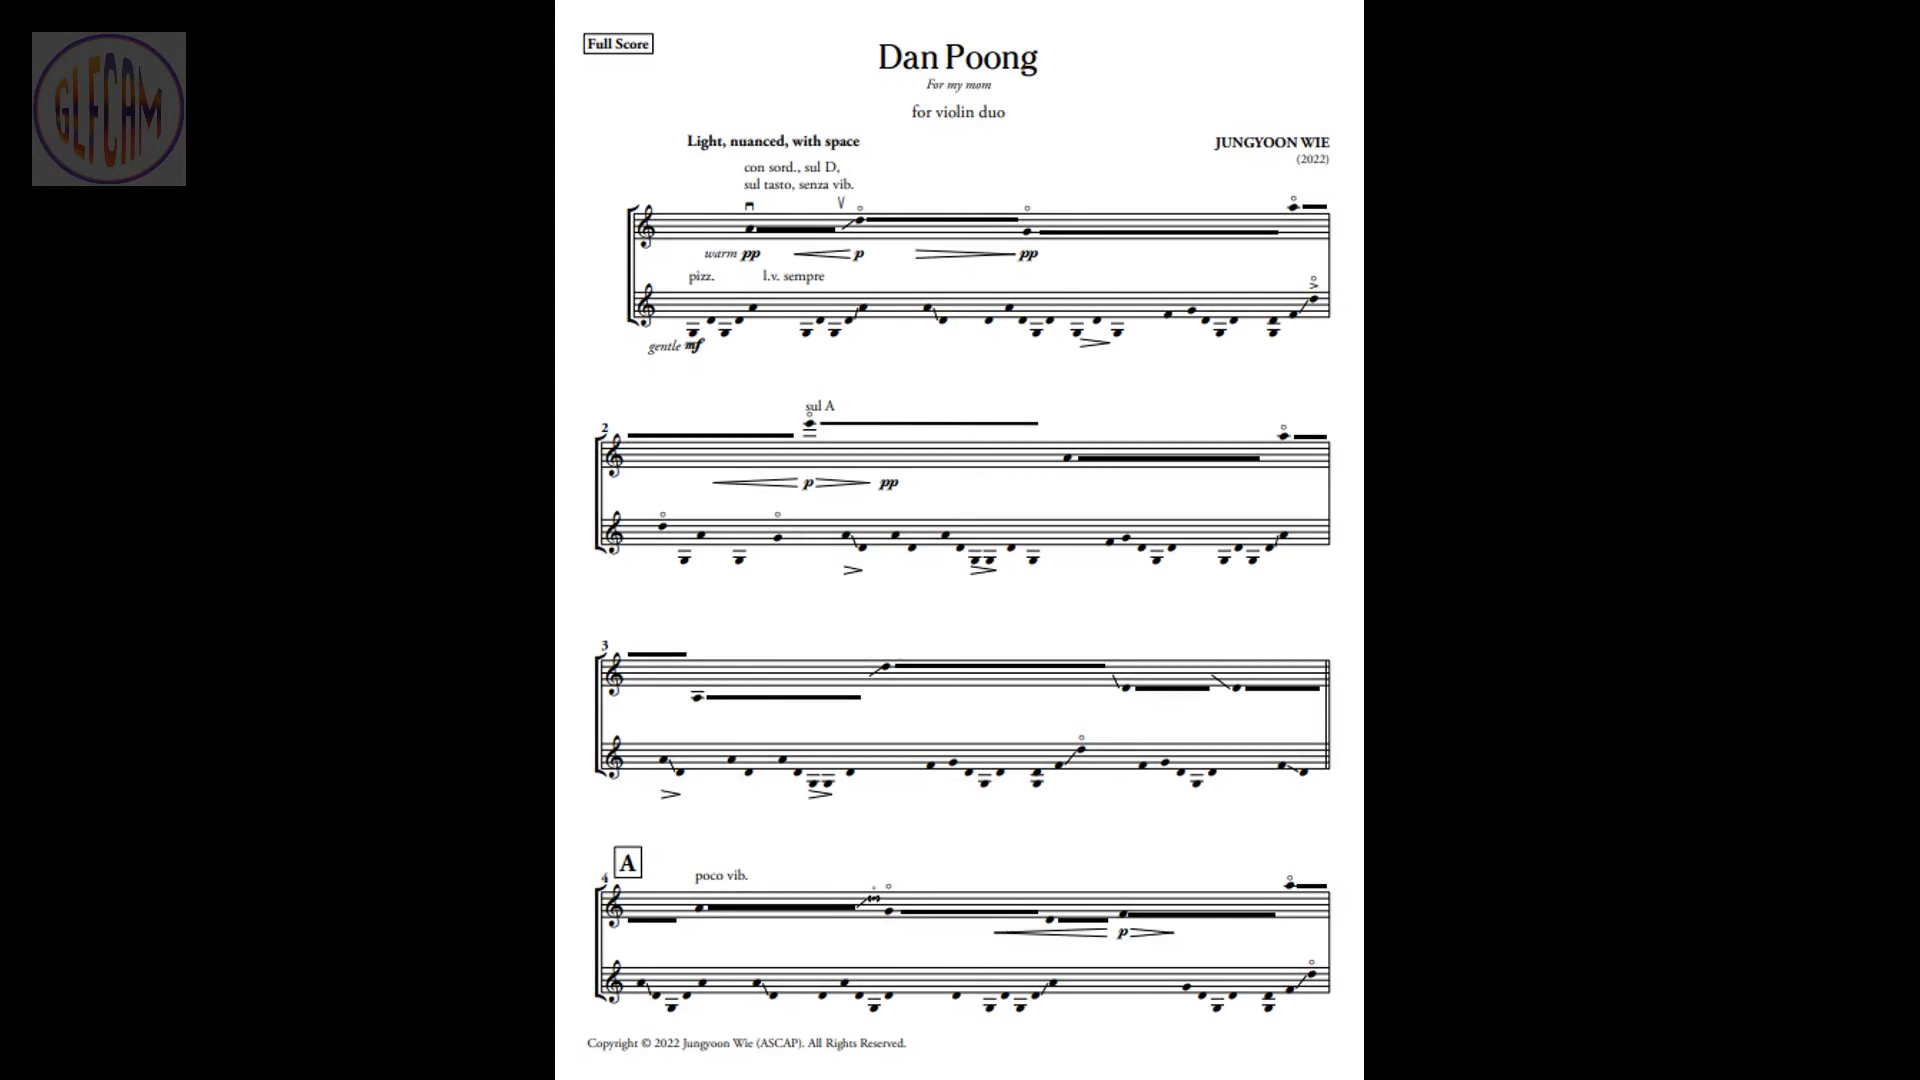 GLFCAM
Full Score
Dan Poong
For my mom
for violin duo
Light, nuanced, with space
JUNGYOON WIE
(2022)
con sord., sul D,
sul tasto, senza vib.
warm pp p pp
pizz. l.v. sempre
gentle mf
sul A
2
p pp
3
A
4
poco vib.
p
Copyright © 2022 Jungyoon Wie (ASCAP). All Rights Reserved.